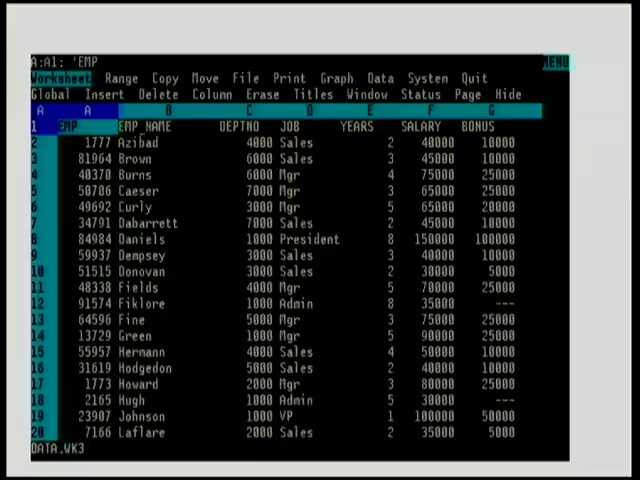 A:A1: 'EMP MENU
Worksheet Range Copy Move File Print Graph Data System Quit
Global Insert Delete Column Erase Titles Window Status Page Hide
A A B C D E F G
1 EMP EMP_NAME DEPTNO JOB YEARS SALARY BONUS
2 1777 Azibad 4000 Sales 2 40000 10000
3 81964 Brown 6000 Sales 3 45000 10000
4 40370 Burns 6000 Mgr 4 75000 25000
5 50706 Caeser 7000 Mgr 3 65000 25000
6 49692 Curly 3000 Mgr 5 65000 20000
7 34791 Dabarrett 7000 Sales 2 45000 10000
8 84984 Daniels 1000 President 8 150000 100000
9 59937 Dempsey 3000 Sales 3 40000 10000
10 51515 Donovan 3000 Sales 2 30000 5000
11 48338 Fields 4000 Mgr 5 70000 25000
12 91574 Fiklore 1000 Admin 8 35000 ---
13 64596 Fine 5000 Mgr 3 75000 25000
14 13729 Green 1000 Mgr 5 90000 25000
15 55957 Hermann 4000 Sales 4 50000 10000
16 31619 Hodgedon 5000 Sales 2 40000 10000
17 1773 Howard 2000 Mgr 3 80000 25000
18 2165 Hugh 1000 Admin 5 30000 ---
19 23907 Johnson 1000 VP 1 100000 50000
20 7166 Laflare 2000 Sales 2 35000 5000
DATA.WK3